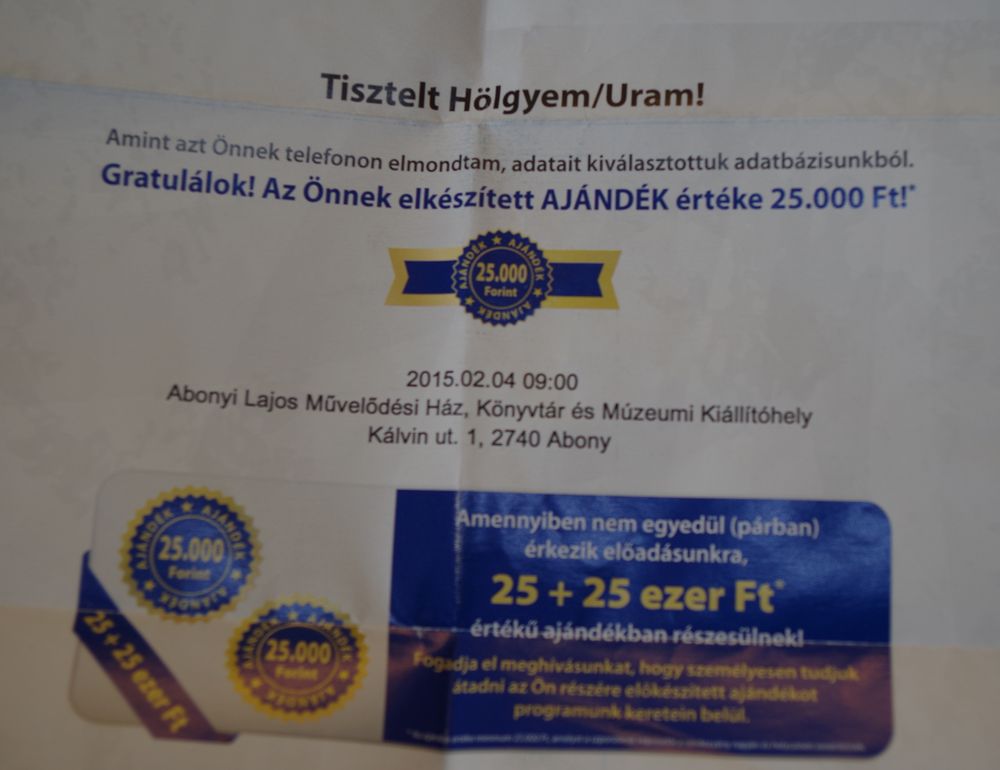 Tisztelt Hölgyem/Uram!
Amint azt Önnek telefonon elmondtam, adatait kiválasztottuk adatbázisunkból.
Gratulálok! Az Önnek elkészített AJÁNDÉK értéke 25.000 Ft!*
AJÁNDÉK ★ AJÁNDÉK ★ AJÁNDÉK ★
25.000
Forint
2015.02.04 09:00
Abonyi Lajos Művelődési Ház, Könyvtár és Múzeumi Kiállítóhely
Kálvin ut. 1, 2740 Abony
AJÁNDÉK ★ AJÁNDÉK ★ AJÁNDÉK ★
25.000
Forint
AJÁNDÉK ★ AJÁNDÉK ★ AJÁNDÉK ★
25.000
Forint
25 + 25 ezer Ft
Amennyiben nem egyedül (párban)
érkezik előadásunkra,
25 + 25 ezer Ft*
értékű ajándékban részesülnek!
Fogadja el meghívásunkat, hogy személyesen tudjuk
átadni az Ön részére előkészített ajándékot
programunk keretein belül.